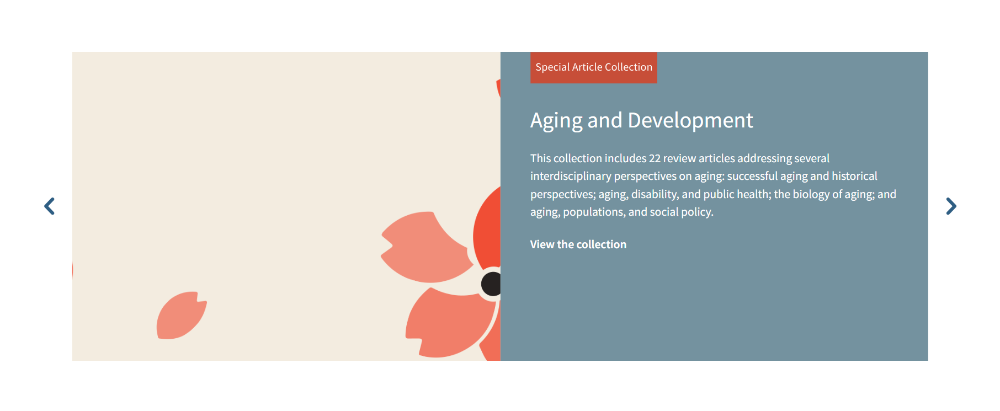 Special Article Collection
Aging and Development
This collection includes 22 review articles addressing several
interdisciplinary perspectives on aging: successful aging and historical
perspectives; aging, disability, and public health; the biology of aging; and
aging, populations, and social policy.
View the collection